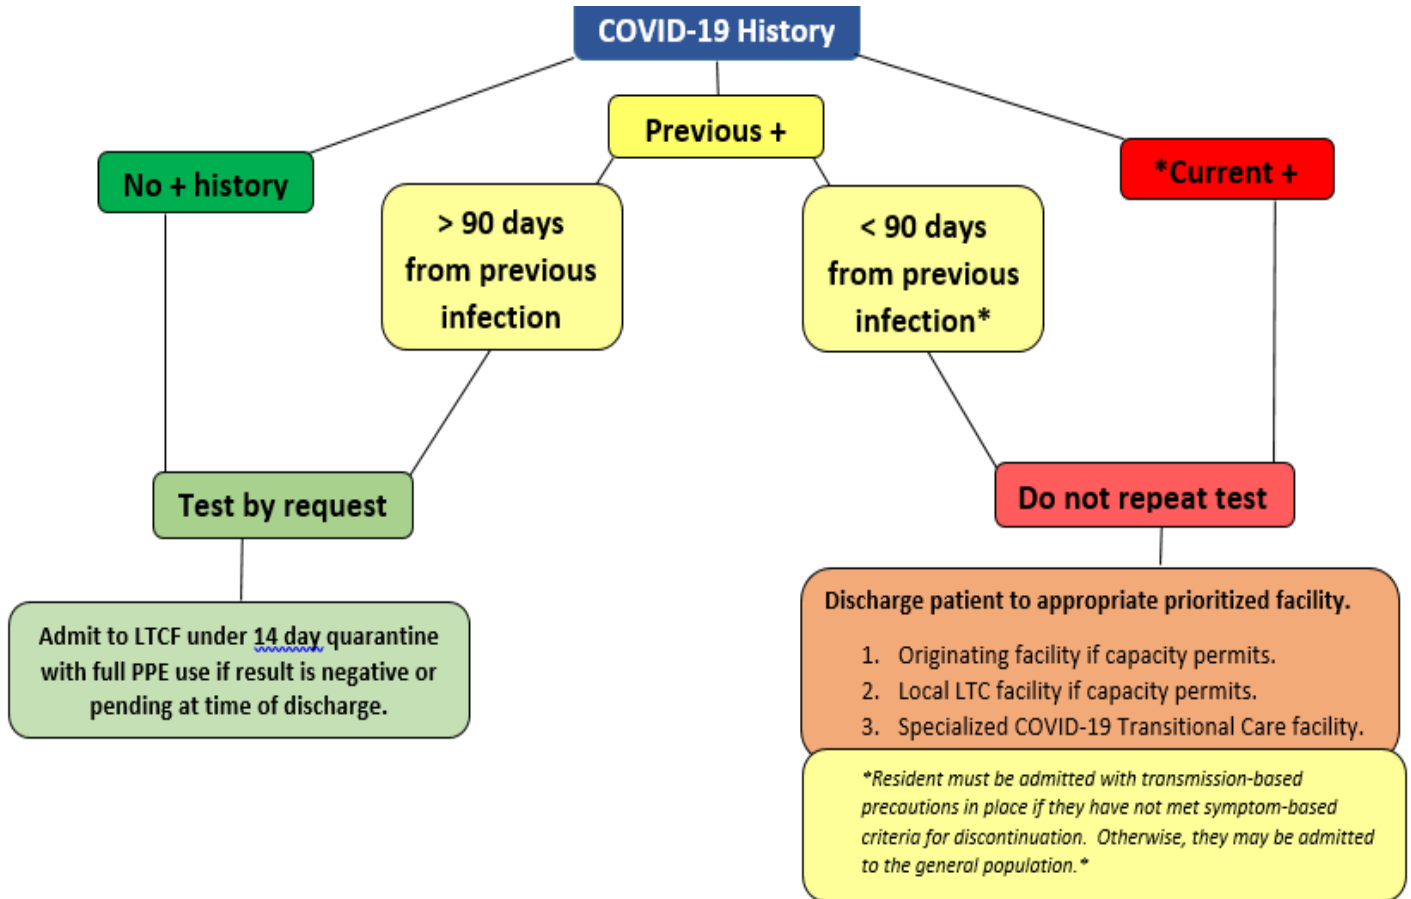 COVID-19 History
Previous +
No + history
*Current +
> 90 days
from previous
infection
< 90 days
from previous
infection*
Test by request
Do not repeat test
Admit to LTCF under 14 day quarantine
with full PPE use if result is negative or
pending at time of discharge.
Discharge patient to appropriate prioritized facility.
1. Originating facility if capacity permits.
2. Local LTC facility if capacity permits.
3. Specialized COVID-19 Transitional Care facility.
*Resident must be admitted with transmission-based
precautions in place if they have not met symptom-based
criteria for discontinuation. Otherwise, they may be admitted
to the general population.*